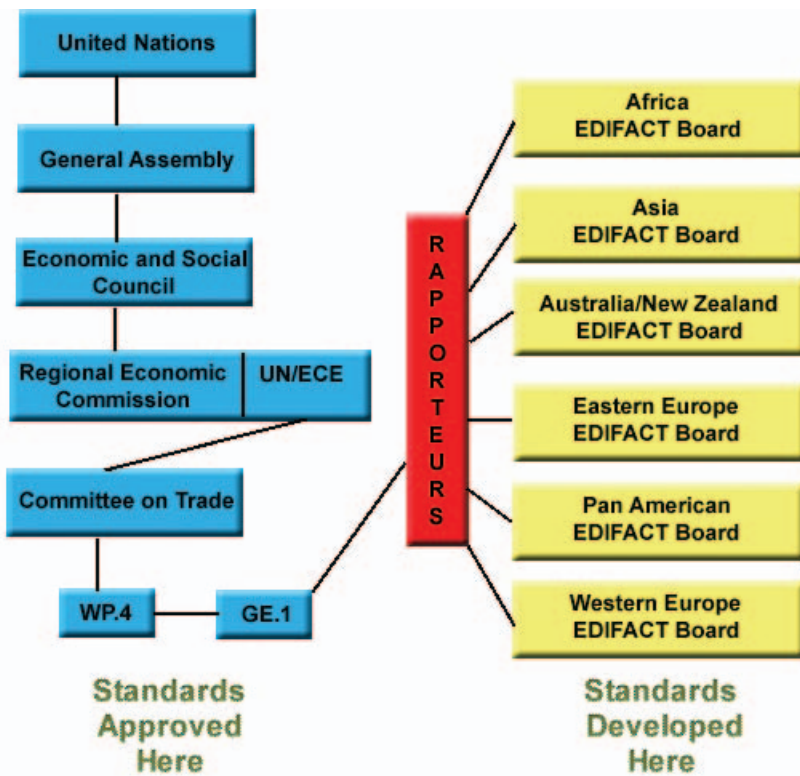 United Nations
General Assembly
Economic and Social
Council
Regional Economic
Commission
UN/ECE
Committee on Trade
WP.4
GE.1
Standards
Approved
Here
RAPPORTEURS
Africa
EDIFACT Board
Asia
EDIFACT Board
Australia/New Zealand
EDIFACT Board
Eastern Europe
EDIFACT Board
Pan American
EDIFACT Board
Western Europe
EDIFACT Board
Standards
Developed
Here